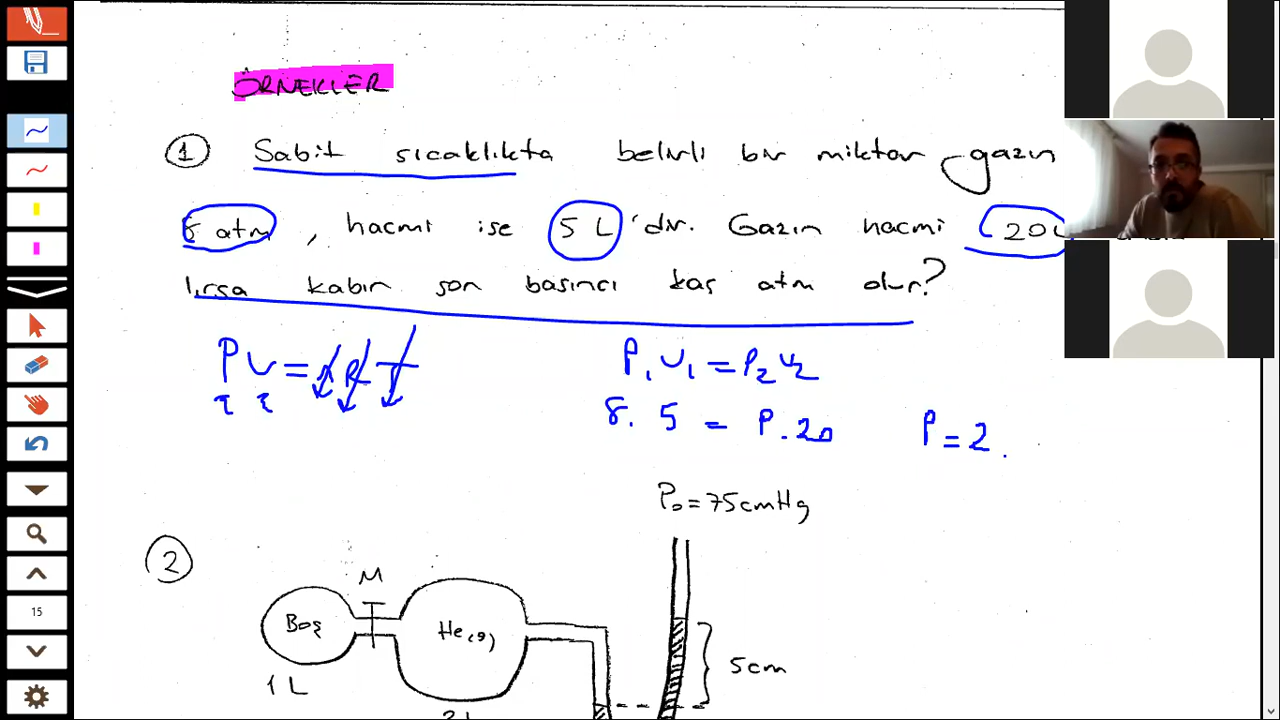 ÖRNEKLER
1 Sabit sıcaklıkta belirli bir miktar gazın
8 atm, hacmi ise 5 L 'dir. Gazın hacmi 20L
lırsa kabın son basıncı kaç atm olur?
PV = nRT
P₁V₁ = P₂V₂
8. 5 = P. 20 P = 2.
P₀ = 75cmHg
2
M
Boş
He(g)
5cm
1 L
15